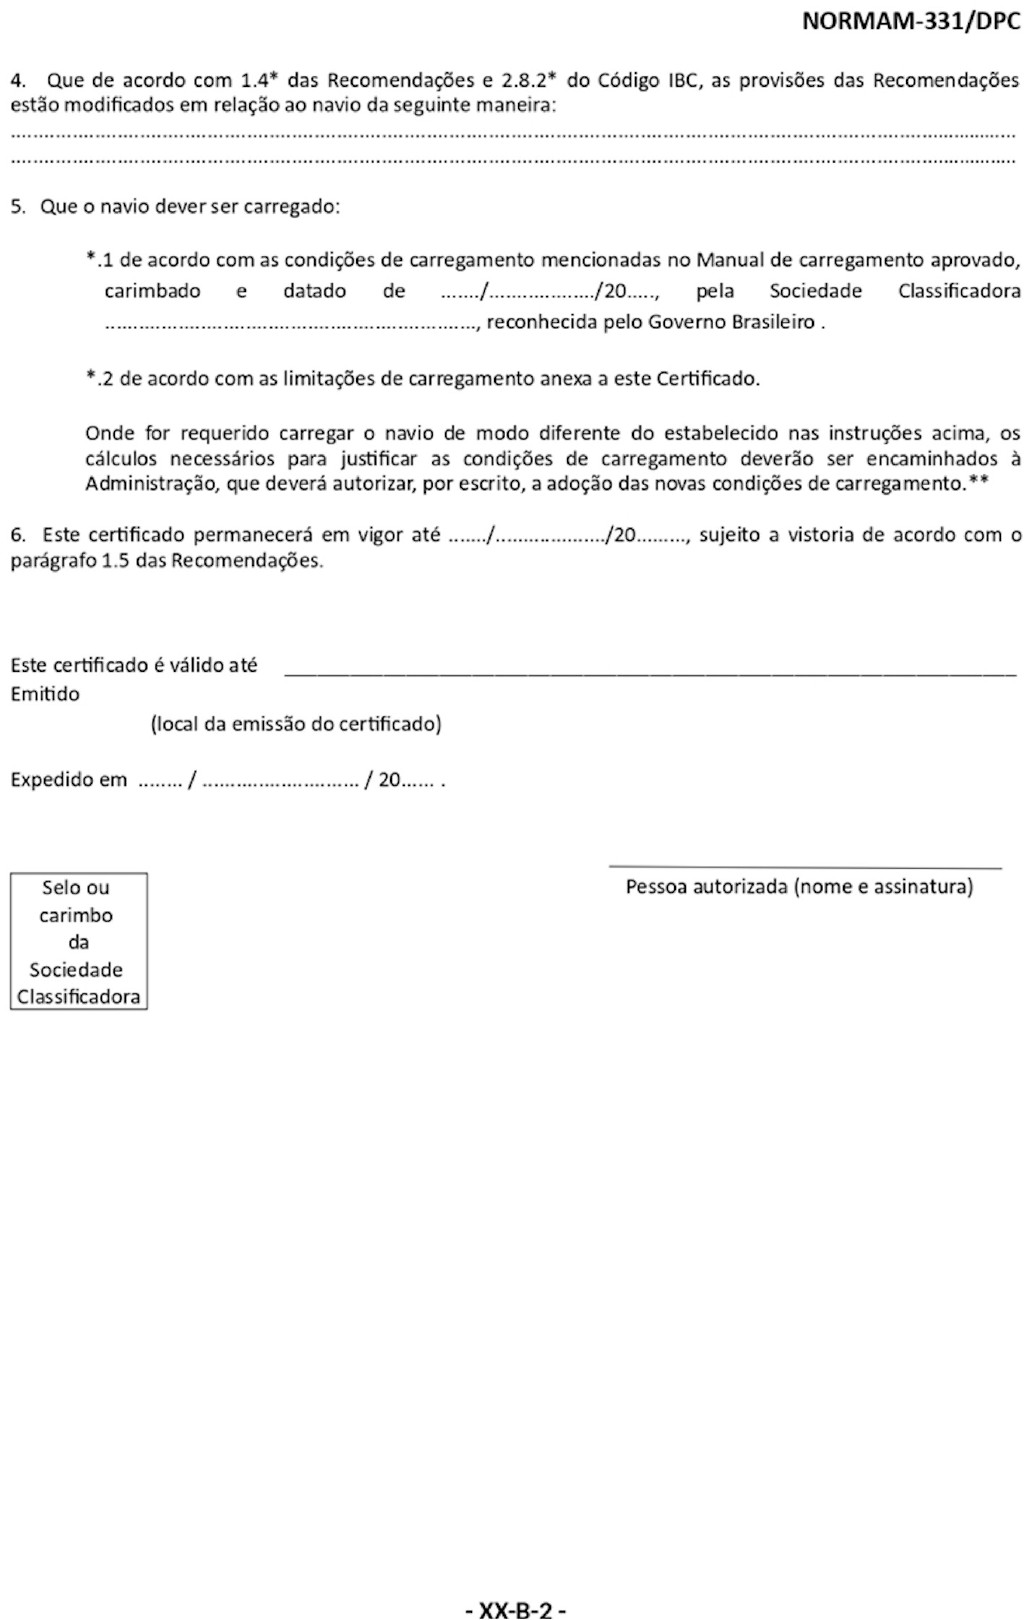 NORMAM-331/DPC
4. Que de acordo com 1.4* das Recomendações e 2.8.2* do Código IBC, as provisões das Recomendações
estão modificados em relação ao navio da seguinte maneira:
....................................................................................................................................................................................
....................................................................................................................................................................................
5. Que o navio dever ser carregado:
*.1 de acordo com as condições de carregamento mencionadas no Manual de carregamento aprovado,
carimbado e datado de ......./.................../20....., pela Sociedade Classificadora
.................................................................., reconhecida pelo Governo Brasileiro .
*.2 de acordo com as limitações de carregamento anexa a este Certificado.
Onde for requerido carregar o navio de modo diferente do estabelecido nas instruções acima, os
cálculos necessários para justificar as condições de carregamento deverão ser encaminhados à
Administração, que deverá autorizar, por escrito, a adoção das novas condições de carregamento.**
6. Este certificado permanecerá em vigor até ......./..................../20........., sujeito a vistoria de acordo com o
parágrafo 1.5 das Recomendações.
Este certificado é válido até ______________________________________________
Emitido
(local da emissão do certificado)
Expedido em ........ / ............................ / 20...... .
Pessoa autorizada (nome e assinatura)
Selo ou
carimbo
da
Sociedade
Classificadora
- XX-B-2 -